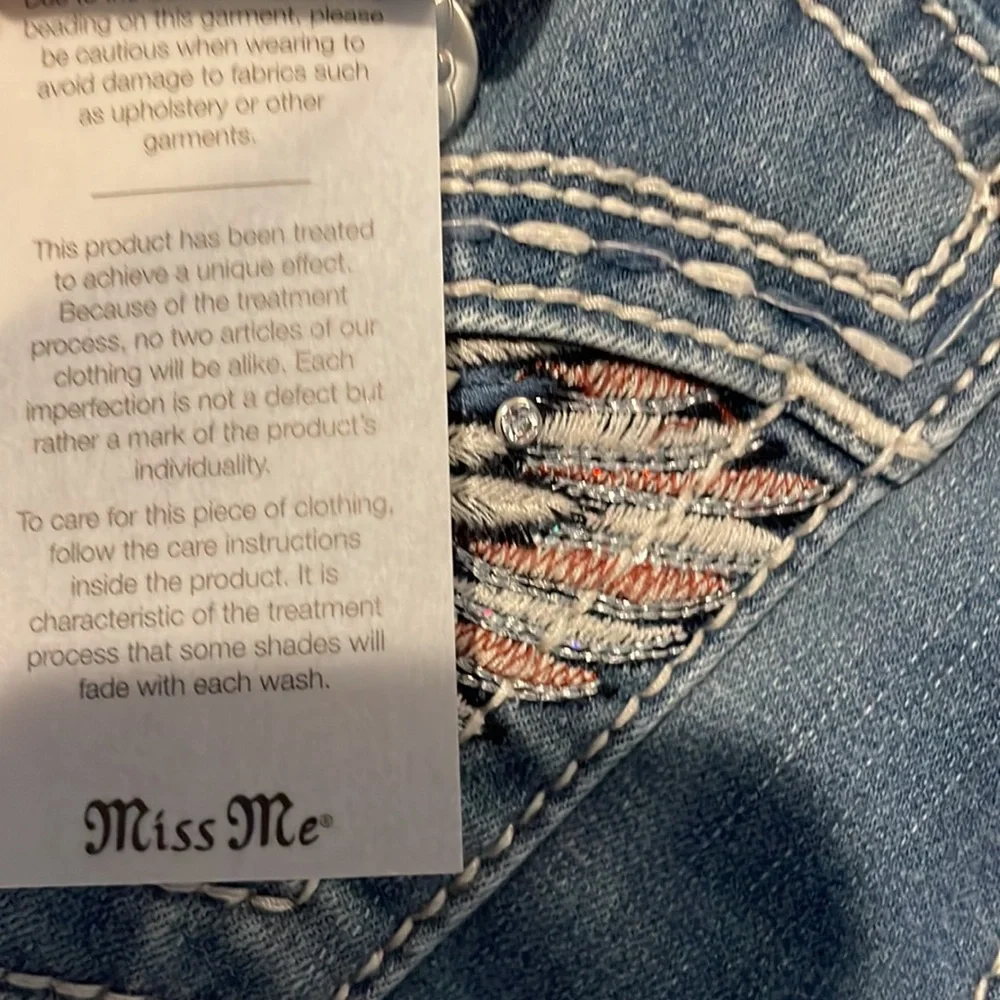 beading on this garment, please
be cautious when wearing to
avoid damage to fabrics such
as upholstery or other
garments.
This product has been treated
to achieve a unique effect.
Because of the treatment
process, no two articles of our
clothing will be alike. Each
imperfection is not a defect but
rather a mark of the product's
individuality.
To care for this piece of clothing,
follow the care instructions
inside the product. It is
characteristic of the treatment
process that some shades will
fade with each wash.
Miss Me®